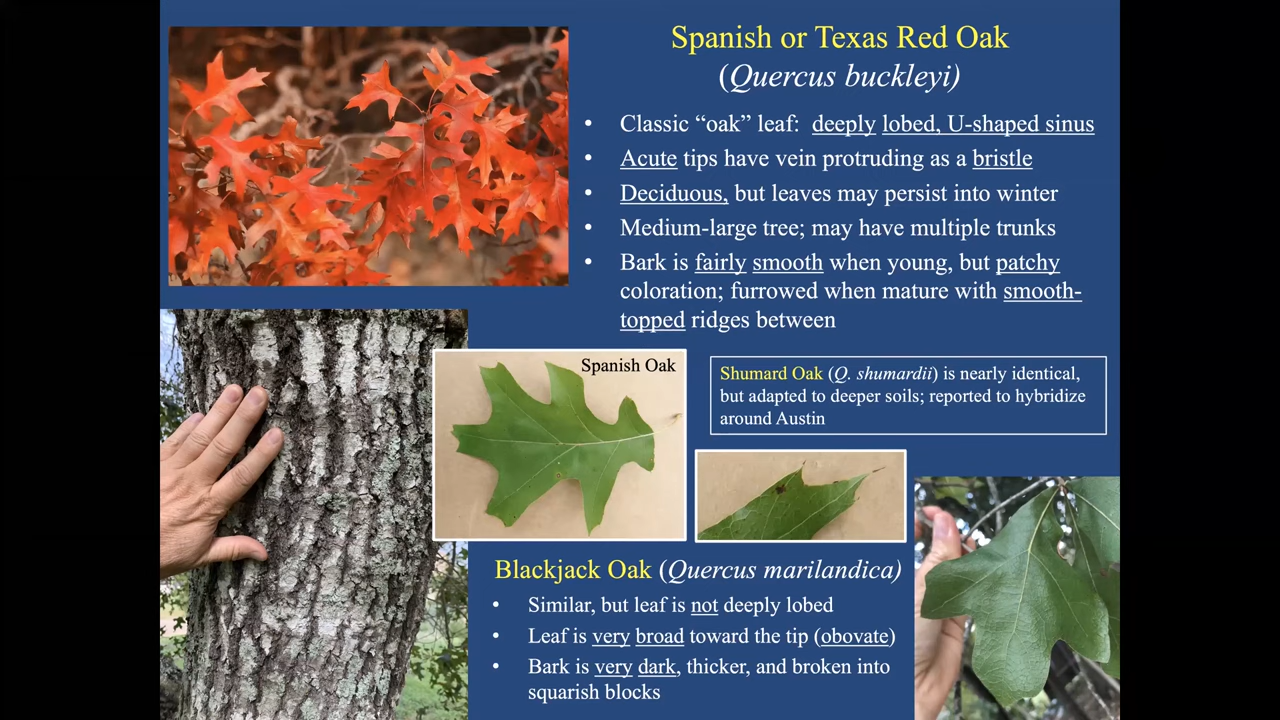 Spanish or Texas Red Oak
(Quercus buckleyi)
• Classic “oak” leaf: deeply lobed, U-shaped sinus
• Acute tips have vein protruding as a bristle
• Deciduous, but leaves may persist into winter
• Medium-large tree; may have multiple trunks
• Bark is fairly smooth when young, but patchy
coloration; furrowed when mature with smooth-
topped ridges between
Spanish Oak
Shumard Oak (Q. shumardii) is nearly identical,
but adapted to deeper soils; reported to hybridize
around Austin
Blackjack Oak (Quercus marilandica)
• Similar, but leaf is not deeply lobed
• Leaf is very broad toward the tip (obovate)
• Bark is very dark, thicker, and broken into
squarish blocks